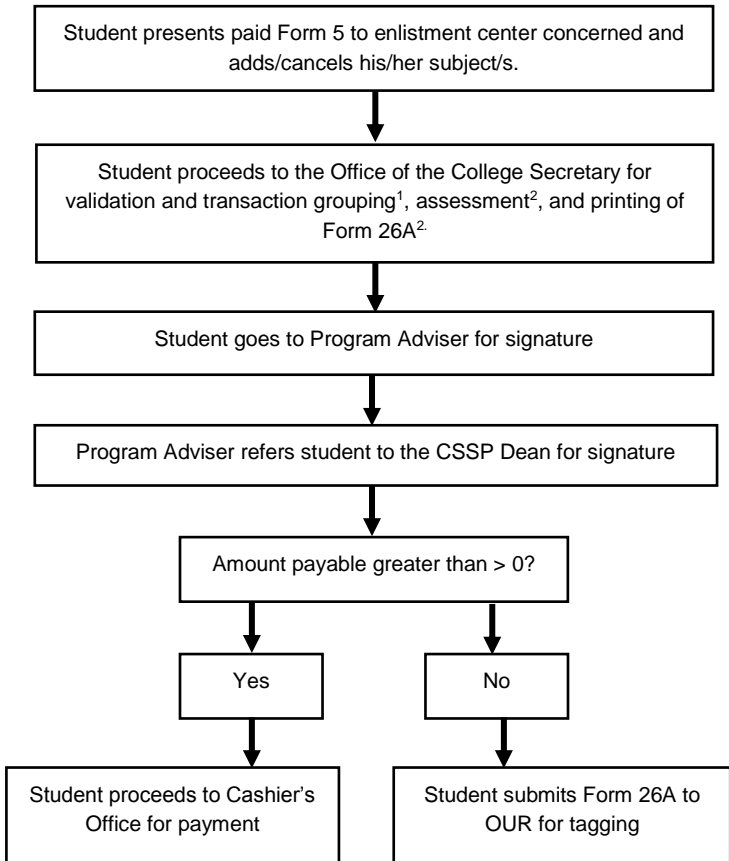 Student presents paid Form 5 to enlistment center concerned and
adds/cancels his/her subject/s.
Student proceeds to the Office of the College Secretary for
validation and transaction grouping¹, assessment², and printing of
Form 26A²·
Student goes to Program Adviser for signature
Program Adviser refers student to the CSSP Dean for signature
Amount payable greater than > 0?
Yes
No
Student proceeds to Cashier’s
Office for payment
Student submits Form 26A to
OUR for tagging